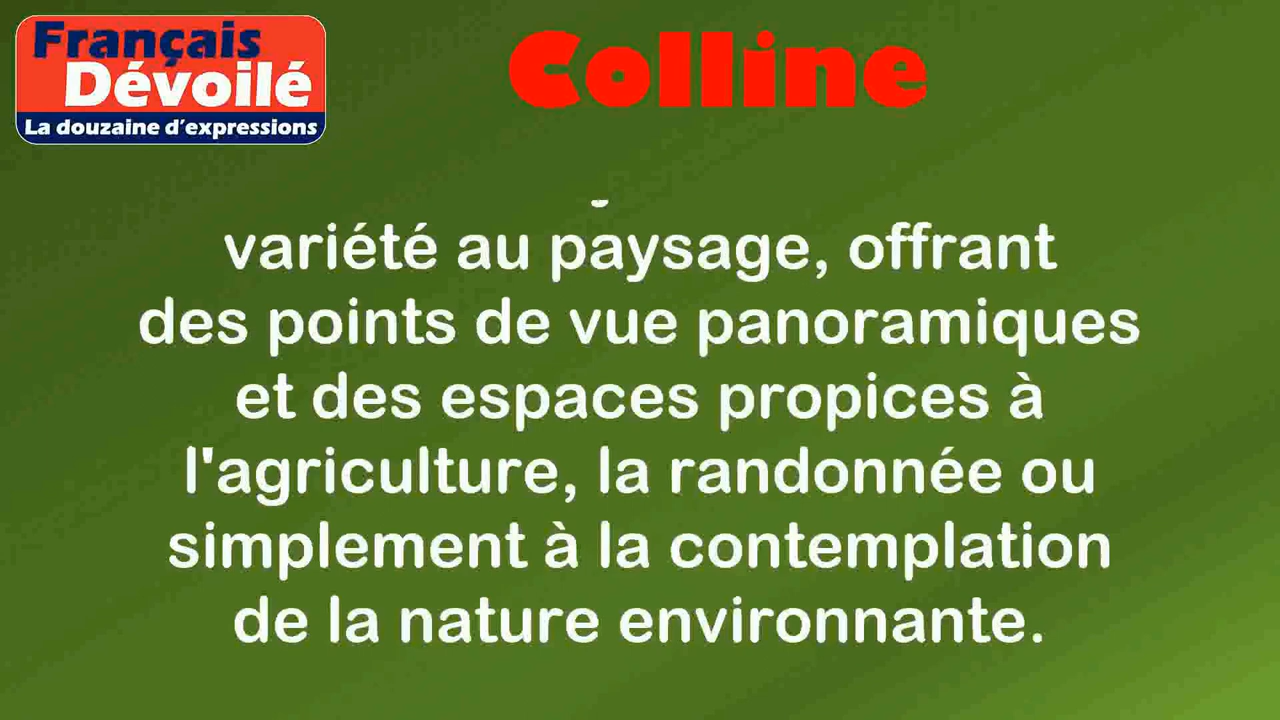 Français
Dévoilé
La douzaine d'expressions
Colline
variété au paysage, offrant
des points de vue panoramiques
et des espaces propices à
l'agriculture, la randonnée ou
simplement à la contemplation
de la nature environnante.